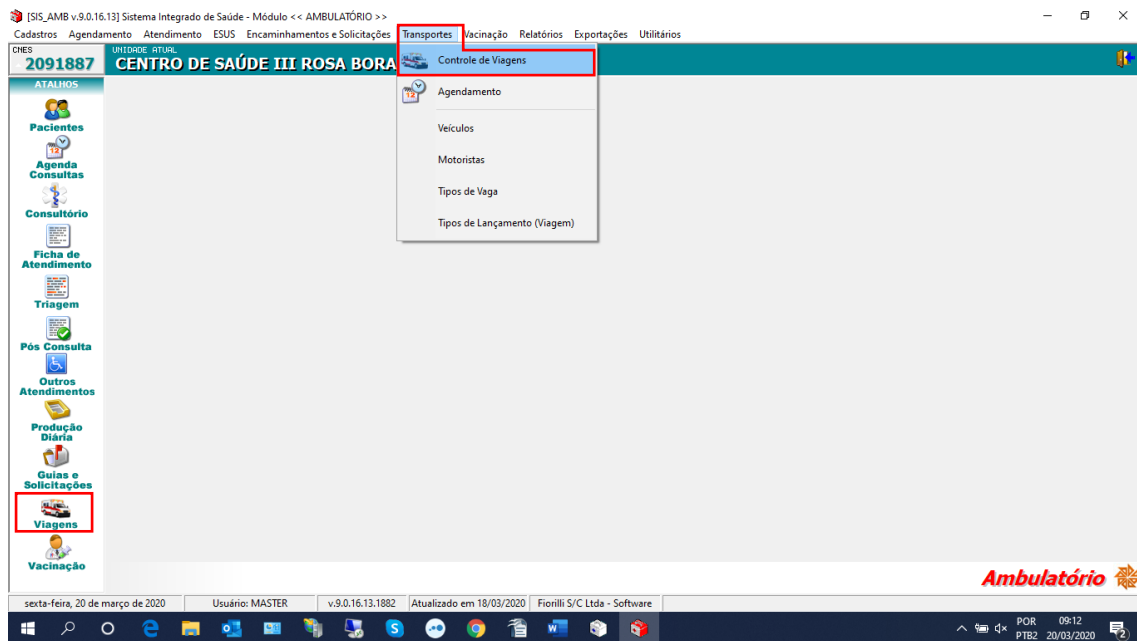 [SIS_AMB v.9.0.16.13] Sistema Integrado de Saúde - Módulo << AMBULATÓRIO >>
Cadastros Agendamento Atendimento ESUS Encaminhamentos e Solicitações Transportes Vacinação Relatórios Exportações Utilitários
CNES
2091887
UNIDADE ATUAL
CENTRO DE SAÚDE III ROSA BORA
Controle de Viagens
Agendamento
Veículos
Motoristas
Tipos de Vaga
Tipos de Lançamento (Viagem)
ATALHOS
Pacientes
12
Agenda
Consultas
Consultório
Ficha de
Atendimento
Triagem
Pós Consulta
Outros
Atendimentos
Produção
Diária
Guias e
Solicitações
Viagens
Vacinação
Ambulatório
sexta-feira, 20 de março de 2020 Usuário: MASTER v.9.0.16.13.1882 Atualizado em 18/03/2020 Fiorilli S/C Ltda - Software
POR 09:12
PTB2 20/03/2020
2